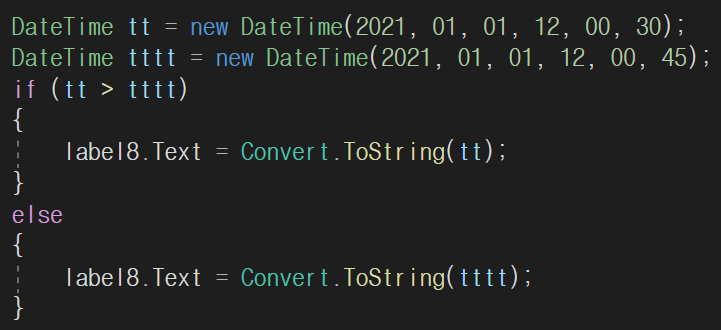 DateTime tt = new DateTime(2021, 01, 01, 12, 00, 30);
DateTime tttt = new DateTime(2021, 01, 01, 12, 00, 45);
if (tt > tttt)
{
    label8.Text = Convert.ToString(tt);
}
else
{
    label8.Text = Convert.ToString(tttt);
}